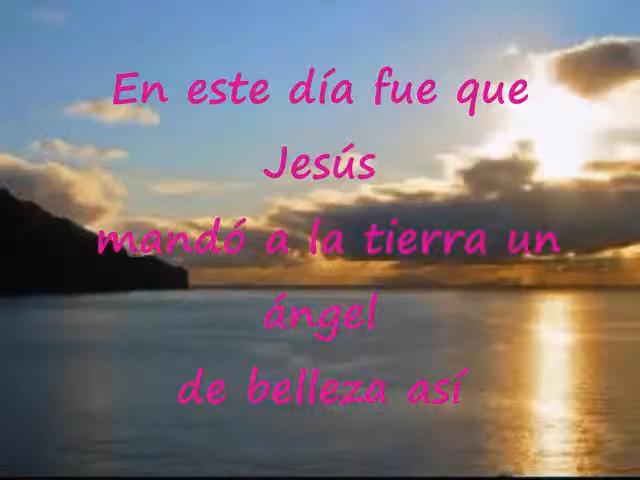 En este día fue que
Jesús
mandó a la tierra un
ángel
de belleza así